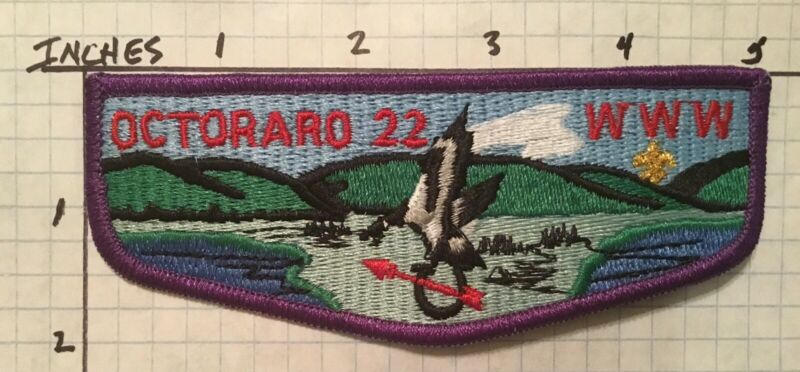 INCHES 1 2 3 4 5
OCTORARO 22 WWW
1
2